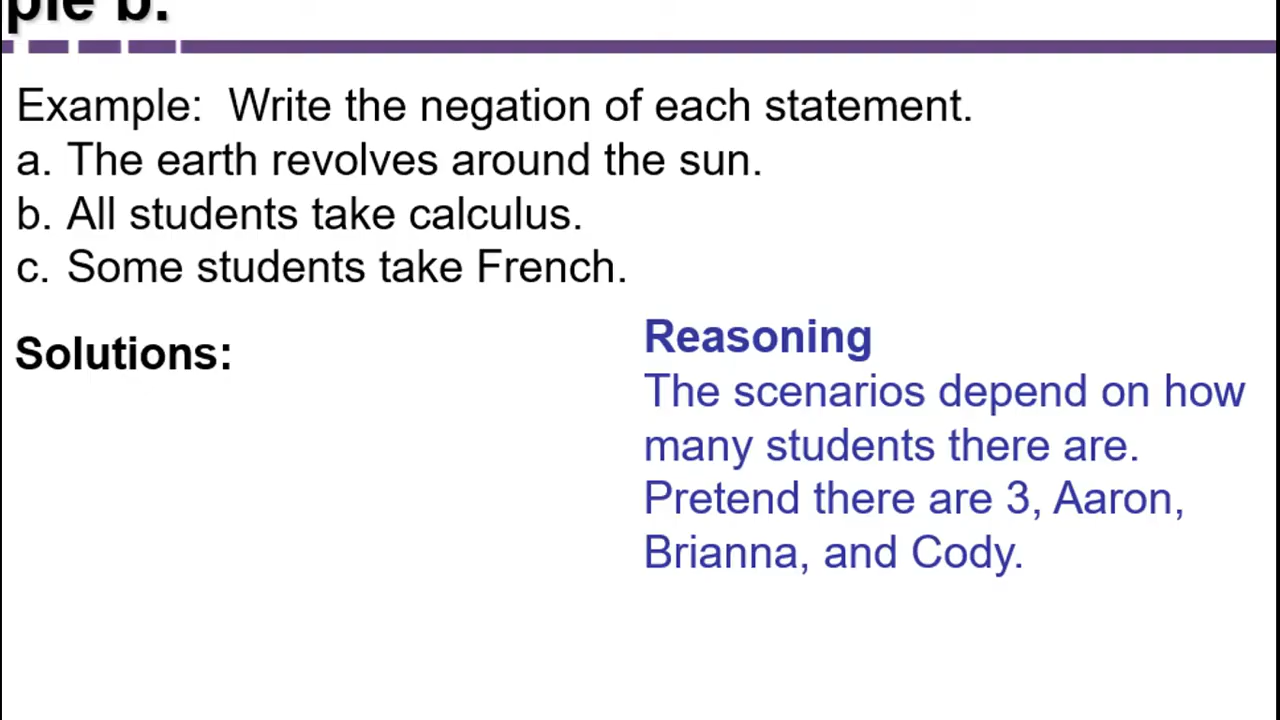 ple b.
Example: Write the negation of each statement.
a. The earth revolves around the sun.
b. All students take calculus.
c. Some students take French.
Solutions:
Reasoning
The scenarios depend on how
many students there are.
Pretend there are 3, Aaron,
Brianna, and Cody.